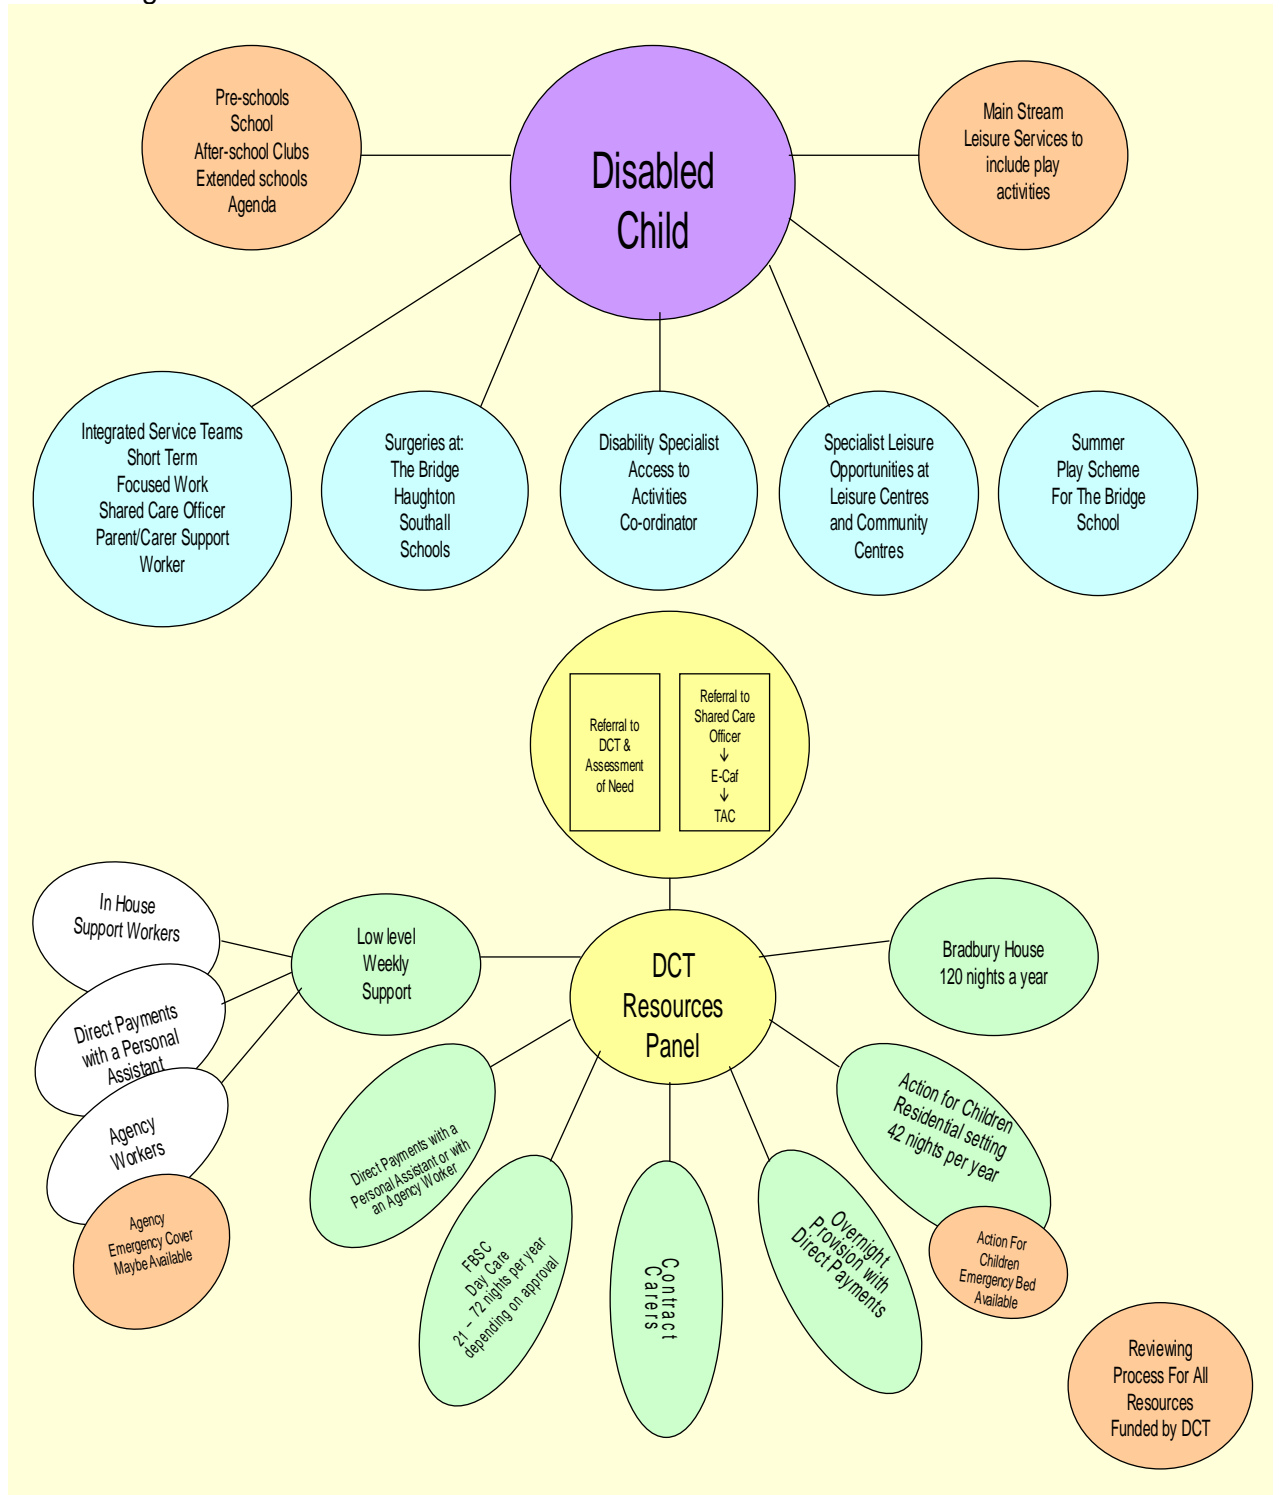 Pre-schools
School
After-school Clubs
Extended schools
Agenda
Disabled
Child
Main Stream
Leisure Services to
include play
activities
Integrated Service Teams
Short Term
Focused Work
Shared Care Officer
Parent/Carer Support
Worker
Surgeries at:
The Bridge
Haughton
Southall
Schools
Disability Specialist
Access to
Activities
Co-ordinator
Specialist Leisure
Opportunities at
Leisure Centres
and Community
Centres
Summer
Play Scheme
For The Bridge
School
Referral to
DCT &
Assessment
of Need
Referral to
Shared Care
Officer
↓
E-Caf
↓
TAC
In House
Support Workers
Direct Payments
with a Personal
Assistant
Agency
Workers
Agency
Emergency Cover
Maybe Available
Low level
Weekly
Support
DCT
Resources
Panel
Bradbury House
120 nights a year
Direct Payments with a
Personal Assistant or with
an Agency Worker
FBSC
Day Care
21 – 72 nights per year
depending on approval
Contract
Carers
Overnight
Provision with
Direct Payments
Action for Children
Residential setting
42 nights per year
Action For
Children
Emergency Bed
Available
Reviewing
Process For All
Resources
Funded by DCT